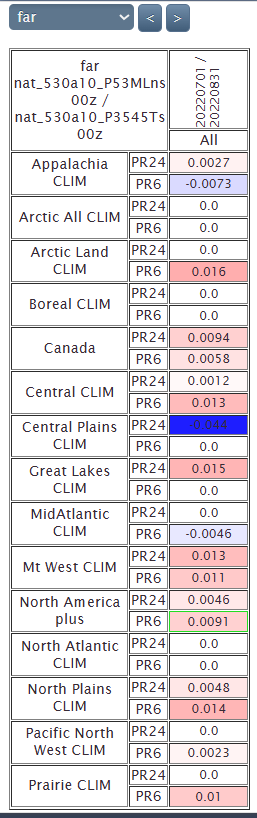 far
<
>
far
nat_530a10_P53MLns
00z /
nat_530a10_P3545Ts
00z
20220701 /
20220831
All
Appalachia
CLIM
PR24 0.0027
PR6 -0.0073
Arctic All CLIM
PR24 0.0
PR6 0.0
Arctic Land
CLIM
PR24 0.0
PR6 0.016
Boreal CLIM
PR24 0.0
PR6 0.0
Canada
PR24 0.0094
PR6 0.0058
Central CLIM
PR24 0.0012
PR6 0.013
Central Plains
CLIM
PR24 -0.044
PR6 0.0
Great Lakes
CLIM
PR24 0.015
PR6 0.0
MidAtlantic
CLIM
PR24 0.0
PR6 -0.0046
Mt West CLIM
PR24 0.013
PR6 0.011
North America
plus
PR24 0.0046
PR6 0.0091
North Atlantic
CLIM
PR24 0.0
PR6 0.0
North Plains
CLIM
PR24 0.0048
PR6 0.014
Pacific North
West CLIM
PR24 0.0
PR6 0.0023
Prairie CLIM
PR24 0.0
PR6 0.01